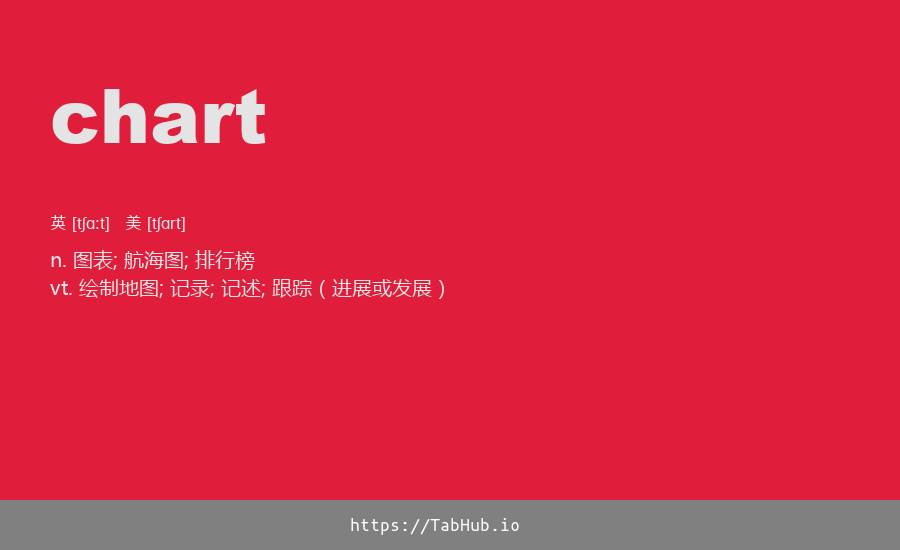 chart
英 [tʃɑːt] 美 [tʃɑrt]
n. 图表; 航海图; 排行榜
vt. 绘制地图; 记录; 记述; 跟踪（进展或发展）
https://TabHub.io